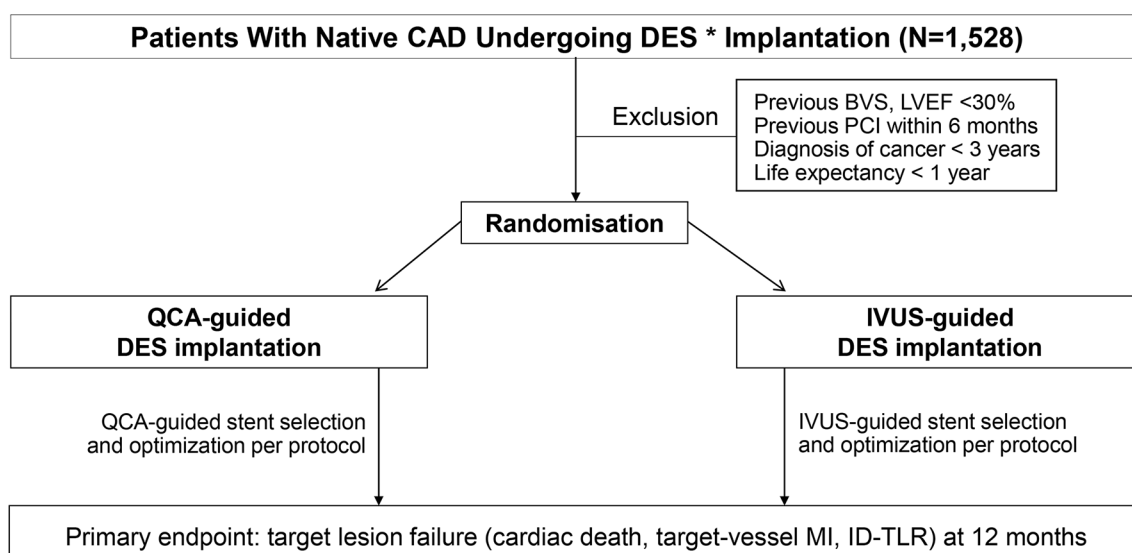 Patients With Native CAD Undergoing DES * Implantation (N=1,528)
Exclusion
Previous BVS, LVEF <30%
Previous PCI within 6 months
Diagnosis of cancer < 3 years
Life expectancy < 1 year
Randomisation
QCA-guided
DES implantation
IVUS-guided
DES implantation
QCA-guided stent selection
and optimization per protocol
IVUS-guided stent selection
and optimization per protocol
Primary endpoint: target lesion failure (cardiac death, target-vessel MI, ID-TLR) at 12 months